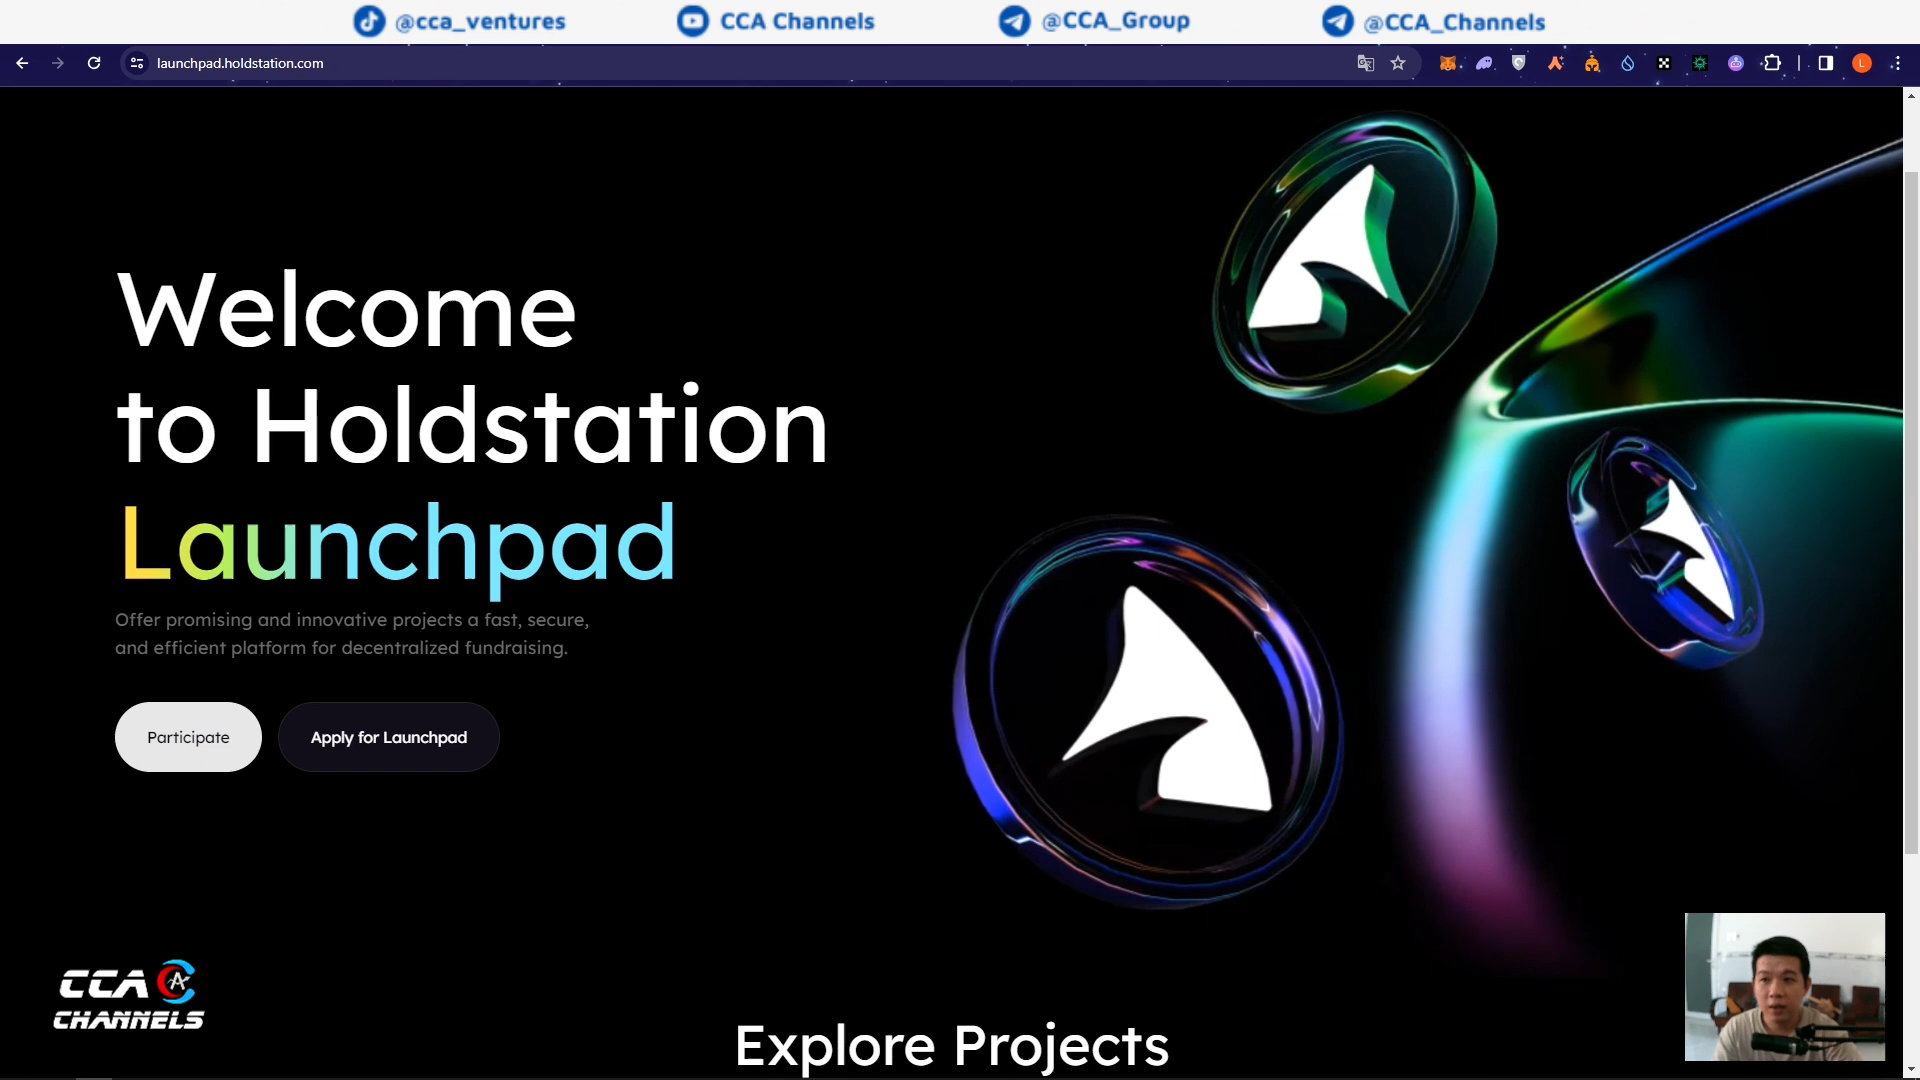 @cca_ventures
CCA Channels
@CCA_Group
@CCA_Channels
launchpad.holdstation.com
L
Welcome
to Holdstation
Launchpad
Offer promising and innovative projects a fast, secure,
and efficient platform for decentralized fundraising.
Participate
Apply for Launchpad
CCA
CHANNELS
Explore Projects